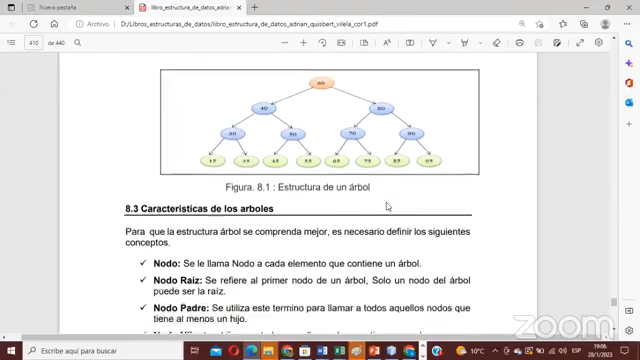 Nueva pestaña
libro_estructura_de_datos_adrian_
Archivo
D:/Libros/estructuras_de_datos/libro_estructura_de_datos_adrian_quisbert_vilela_cor1.pdf
410 de 440
60
40 80
30 50 70 90
15 35 45 55 65 75 85 95
Figura. 8.1 : Estructura de un árbol
8.3 Características de los arboles
Para que la estructura árbol se comprenda mejor, es necesario definir los siguientes
conceptos.
✓ Nodo: Se le llama Nodo a cada elemento que contiene un árbol.
✓ Nodo Raíz: Se refiere al primer nodo de un árbol, Solo un nodo del árbol
puede ser la raíz.
✓ Nodo Padre: Se utiliza este termino para llamar a todos aquellos nodos que
tiene al menos un hijo.
zoom
Escribe aquí para buscar
10°C
ESP
19:06
28/1/2023